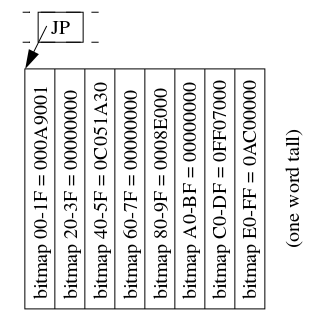 JP
bitmap 00-1F = 000A9001
bitmap 20-3F = 00000000
bitmap 40-5F = 0C051A30
bitmap 60-7F = 00000000
bitmap 80-9F = 0008E000
bitmap A0-BF = 00000000
bitmap C0-DF = 0FF07000
bitmap E0-FF = 0AC00000
(one word tall)